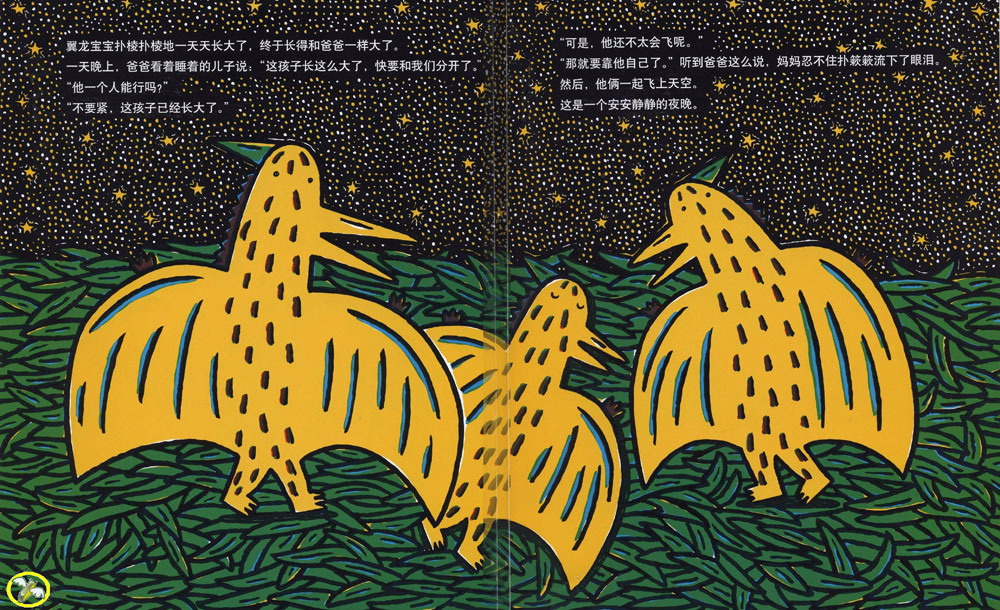 翼龙宝宝扑棱扑棱地一天天长大了，终于长得和爸爸一样大了。
一天晚上，爸爸看着睡着的儿子说：“这孩子长这么大了，快要和我们分开了。”
“他一个人能行吗？”
“不要紧，这孩子已经长大了。”
“可是，他还不太会飞呢。”
“那就要靠他自己了。”听到爸爸这么说，妈妈忍不住扑簌簌流下了眼泪。
然后，他俩一起飞上天空。
这是一个安安静静的夜晚。